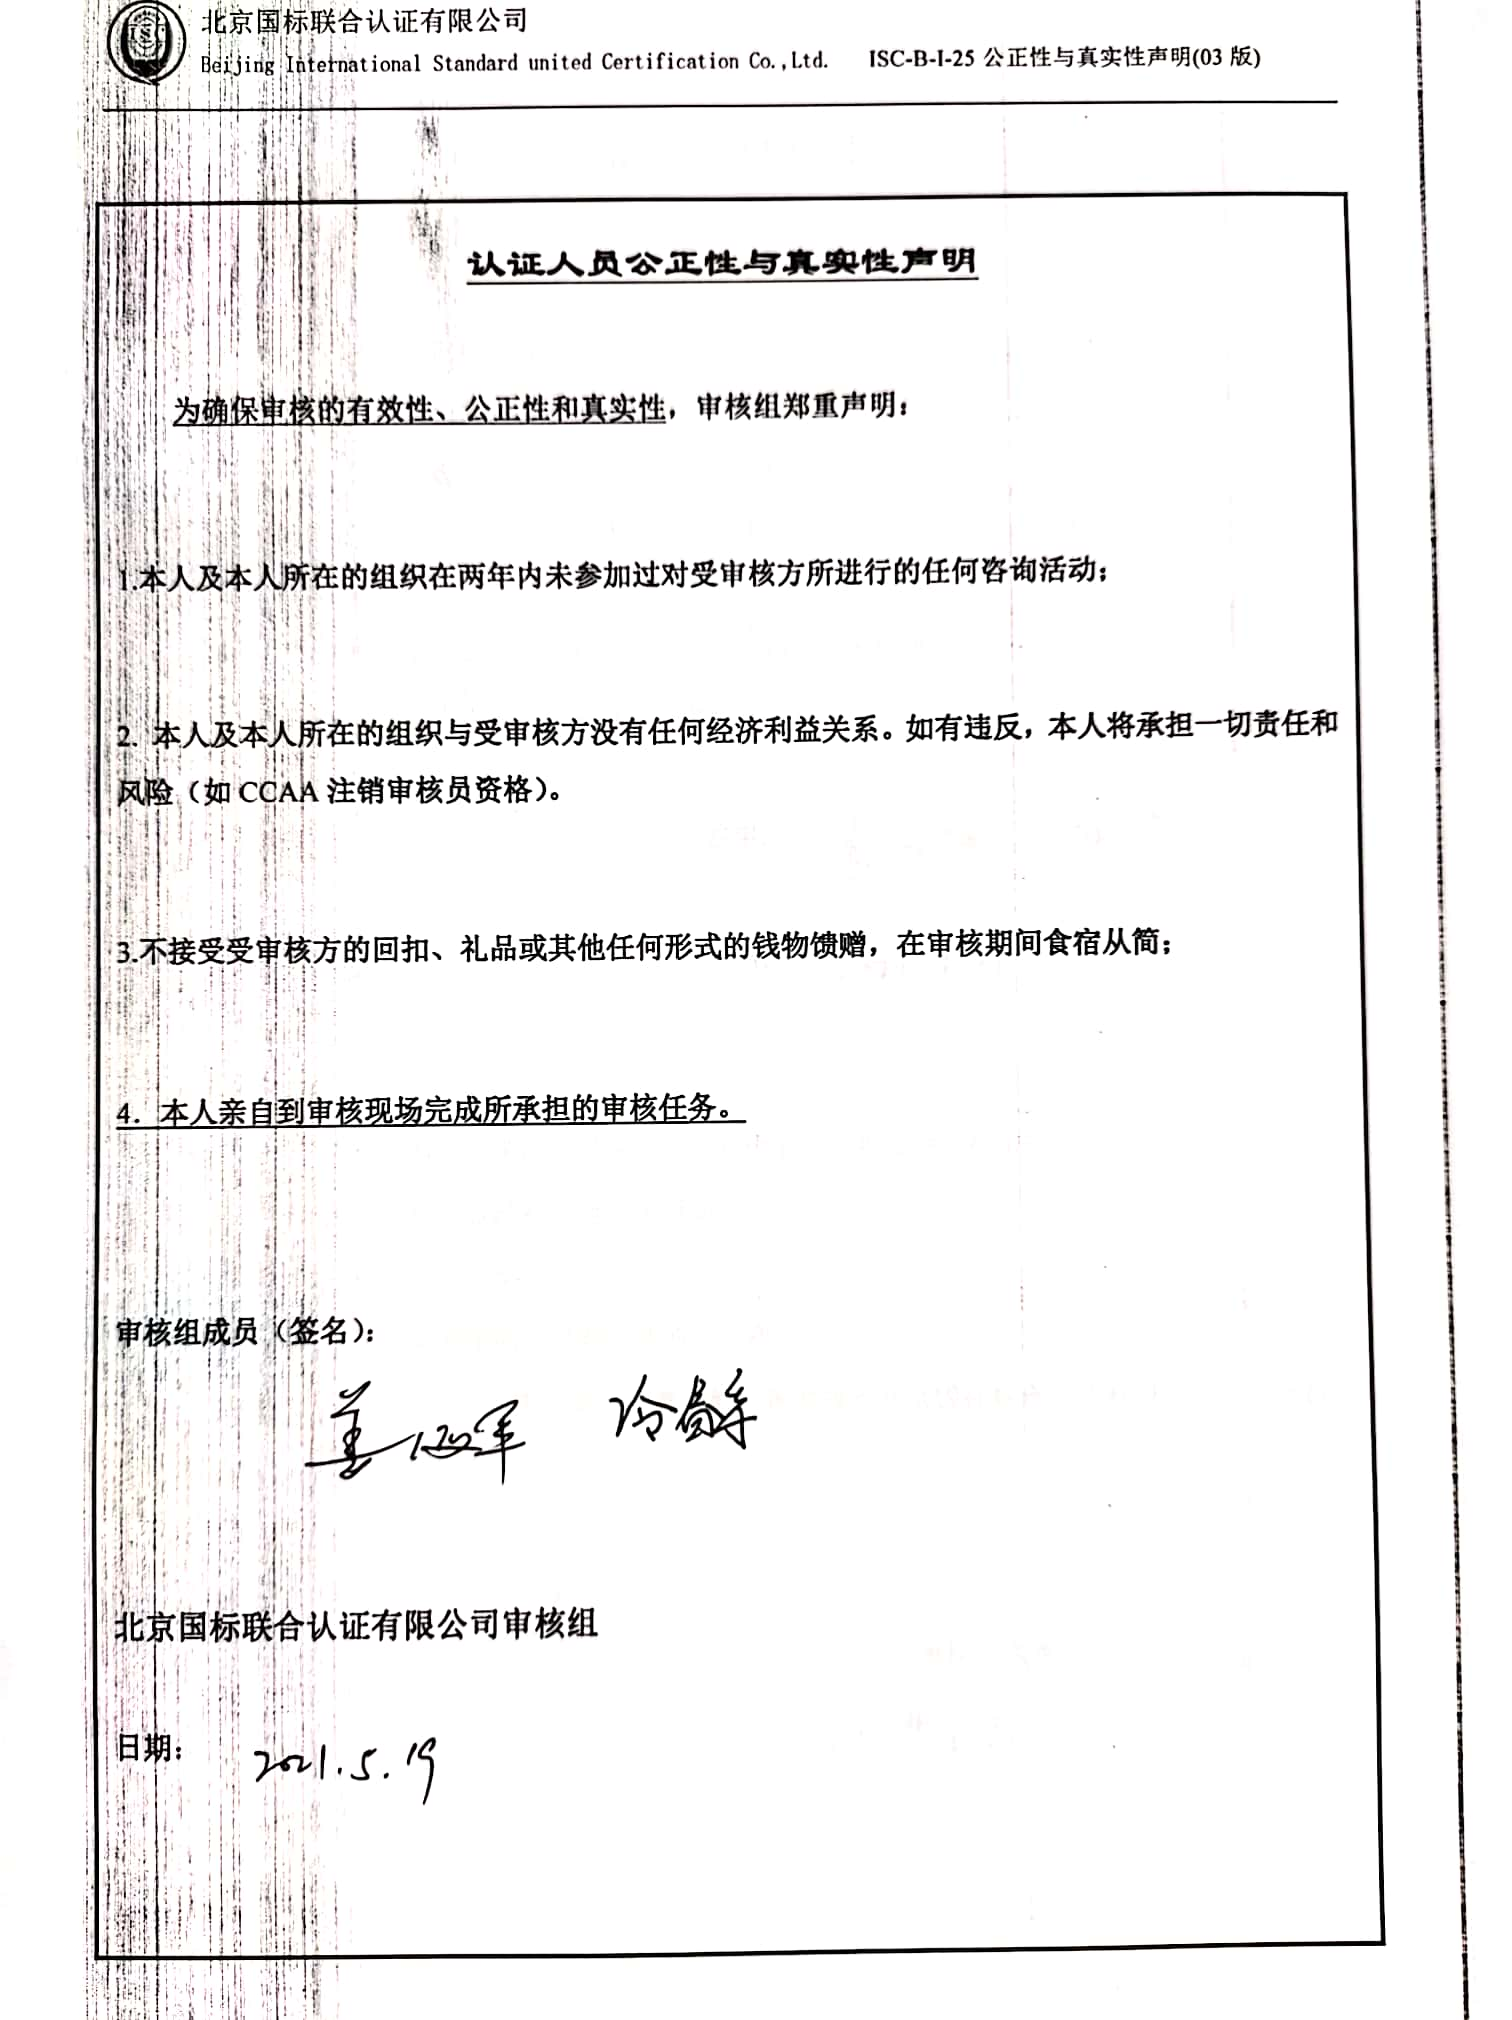 北京国标联合认证有限公司
Beijing International Standard united Certification Co.,Ltd. ISC-B-I-25 公正性与真实性声明(03 版)
认证人员公正性与真实性声明
为确保审核的有效性、公正性和真实性，审核组郑重声明：
1.本人及本人所在的组织在两年内未参加过对受审核方所进行的任何咨询活动；
2. 本人及本人所在的组织与受审核方没有任何经济利益关系。如有违反，本人将承担一切责任和
风险（如 CCAA 注销审核员资格）。
3.不接受受审核方的回扣、礼品或其他任何形式的钱物馈赠，在审核期间食宿从简；
4. 本人亲自到审核现场完成所承担的审核任务。
审核组成员（签名）：
北京国标联合认证有限公司审核组
日期： 2021.5.19